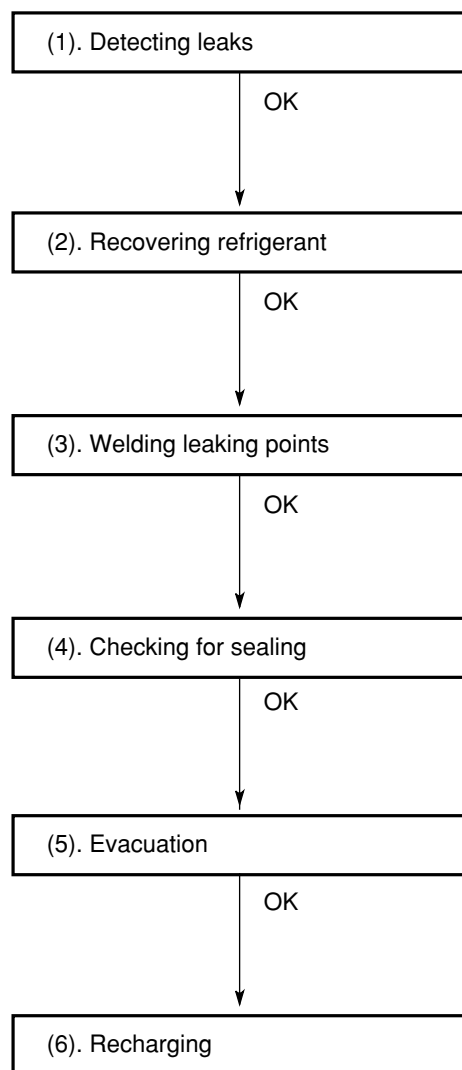 (1). Detecting leaks
OK
(2). Recovering refrigerant
OK
(3). Welding leaking points
OK
(4). Checking for sealing
OK
(5). Evacuation
OK
(6). Recharging